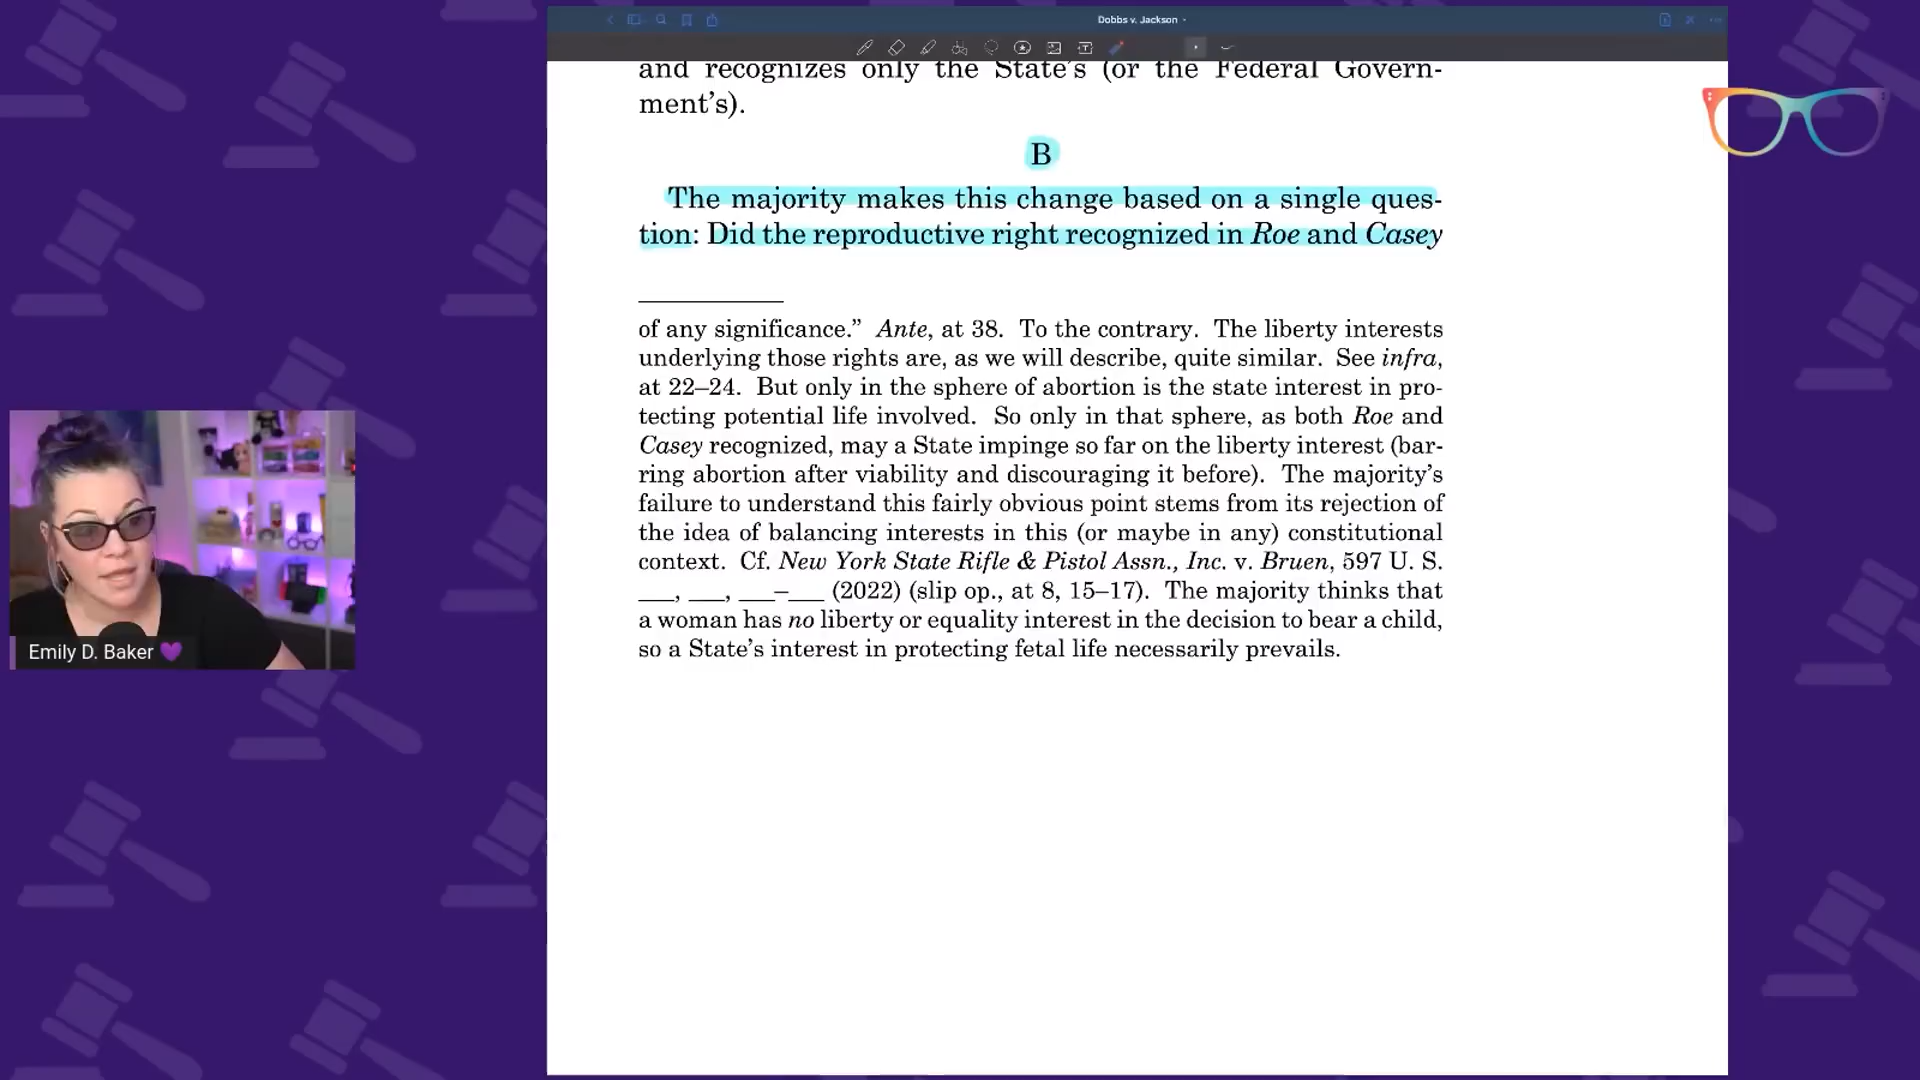 Dobbs v. Jackson
and recognizes only the State's (or the Federal Govern-
ment's).
B
The majority makes this change based on a single ques-
tion: Did the reproductive right recognized in Roe and Casey
of any significance.” Ante, at 38. To the contrary. The liberty interests
underlying those rights are, as we will describe, quite similar. See infra,
at 22–24. But only in the sphere of abortion is the state interest in pro-
tecting potential life involved. So only in that sphere, as both Roe and
Casey recognized, may a State impinge so far on the liberty interest (bar-
ring abortion after viability and discouraging it before). The majority's
failure to understand this fairly obvious point stems from its rejection of
the idea of balancing interests in this (or maybe in any) constitutional
context. Cf. New York State Rifle & Pistol Assn., Inc. v. Bruen, 597 U. S.
___, ___, ___–___ (2022) (slip op., at 8, 15–17). The majority thinks that
a woman has no liberty or equality interest in the decision to bear a child,
so a State's interest in protecting fetal life necessarily prevails.
Emily D. Baker 💜